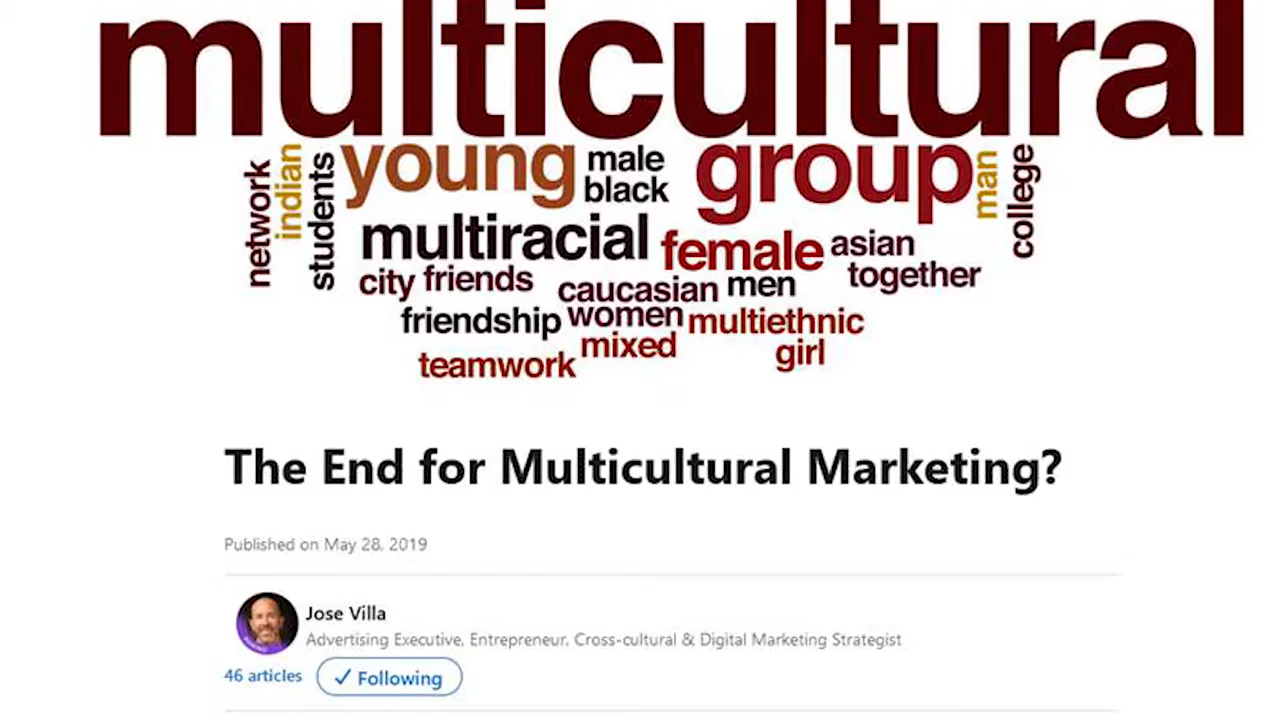 multicultural
network
indian
students
young
male
black
group
man
college
multiracial
female
asian
city
friends
caucasian
men
together
friendship
women
multiethnic
teamwork
mixed
girl
The End for Multicultural Marketing?
Published on May 28, 2019
Jose Villa
Advertising Executive, Entrepreneur, Cross-cultural & Digital Marketing Strategist
46 articles ✓ Following